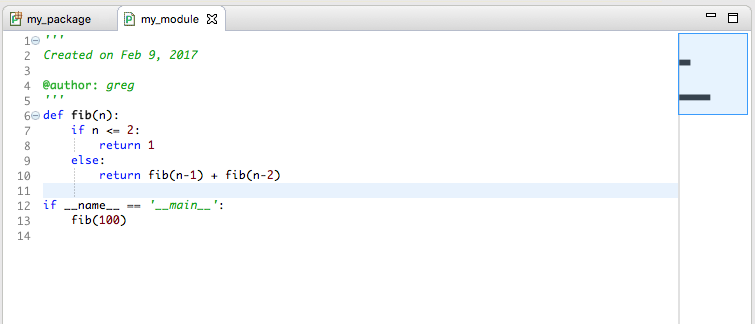 my_package my_module
1 '''
2 Created on Feb 9, 2017
3
4 @author: greg
5 '''
6 def fib(n):
7     if n <= 2:
8         return 1
9     else:
10         return fib(n-1) + fib(n-2)
11
12 if __name__ == '__main__':
13     fib(100)
14